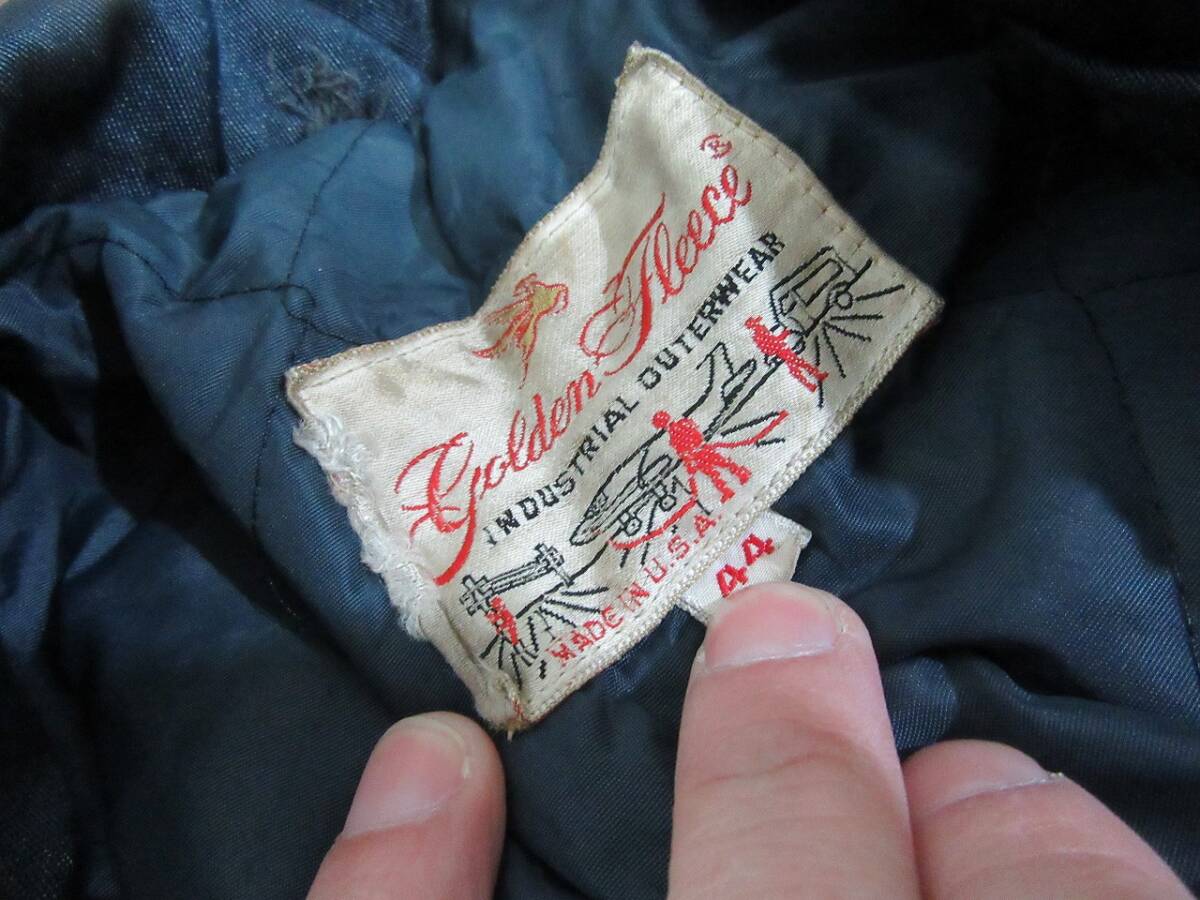 Golden Fleece ®
INDUSTRIAL OUTERWEAR
MADE IN U.S.A.
44